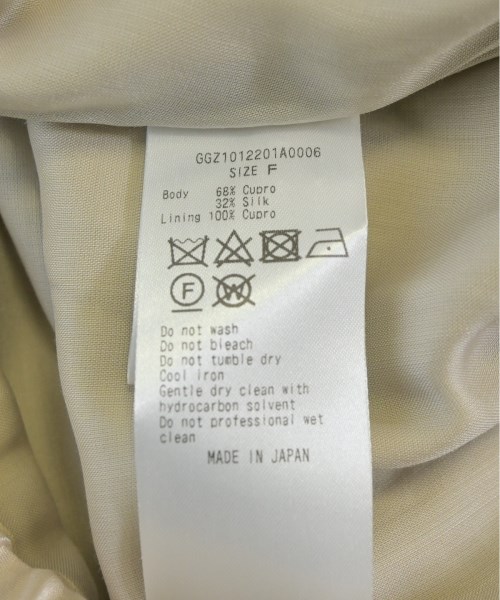 GGZ1012201A0006
SIZE F
Body 68% Cupro
32% Silk
Lining 100% Cupro
F W
Do not wash
Do not bleach
Do not tumble dry
Cool iron
Gentle dry clean with
hydrocarbon solvent
Do not professional wet
clean
MADE IN JAPAN